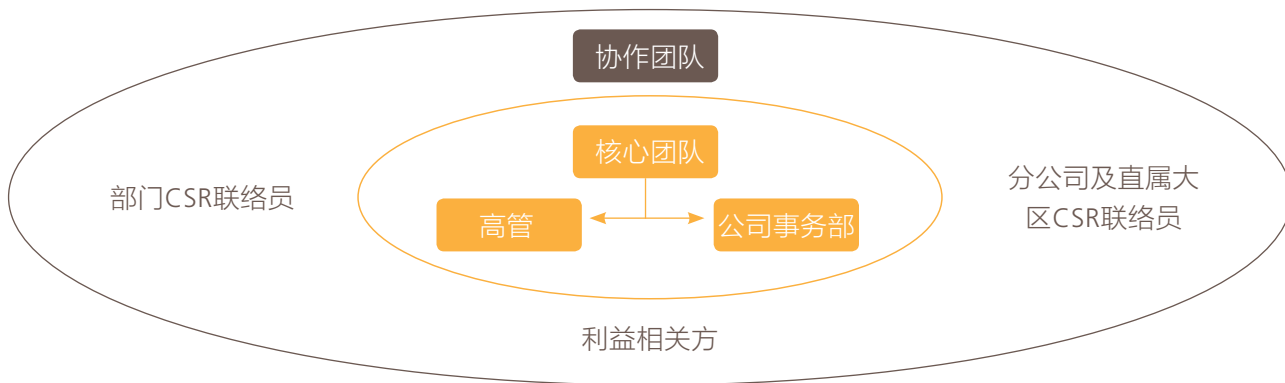 协作团队
核心团队
部门CSR联络员
分公司及直属大
区CSR联络员
高管
公司事务部
利益相关方